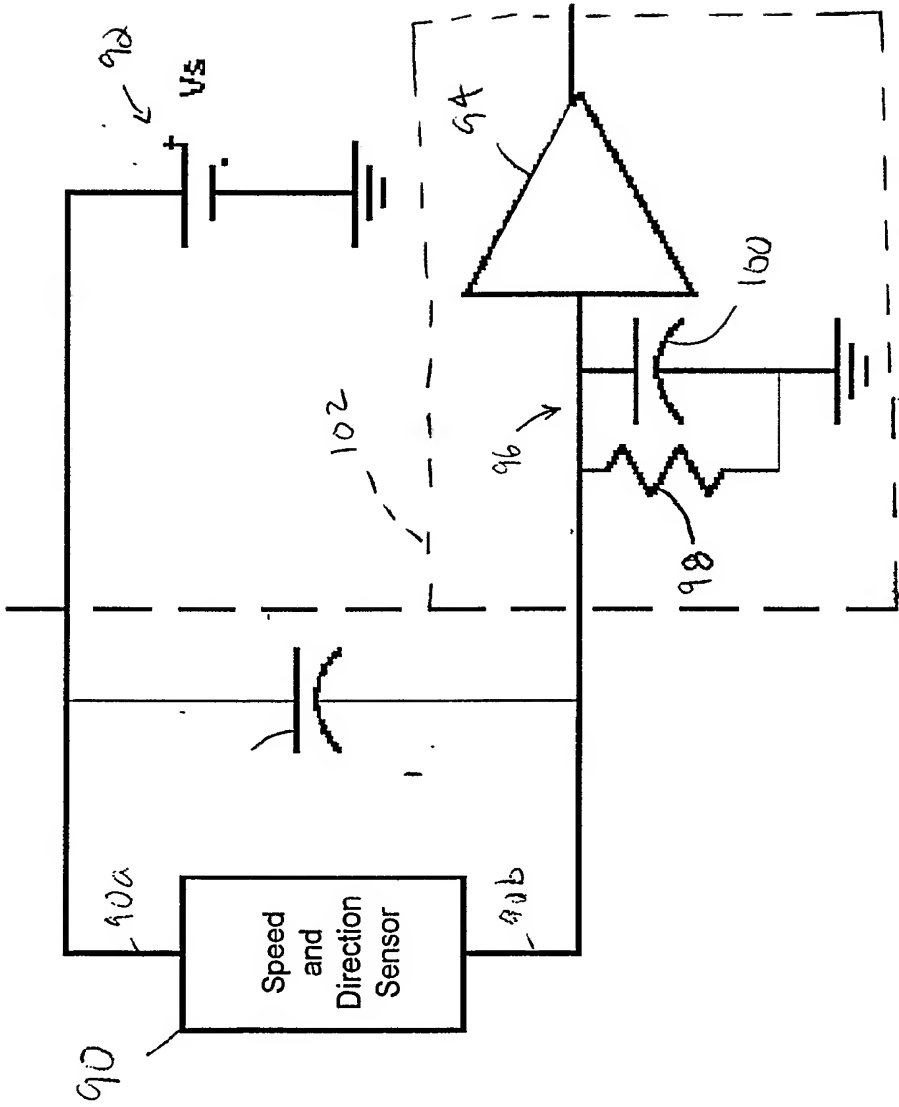 92
+
Vs
94
100
102
96
98
90a
Speed
and
Direction
Sensor
90b
90